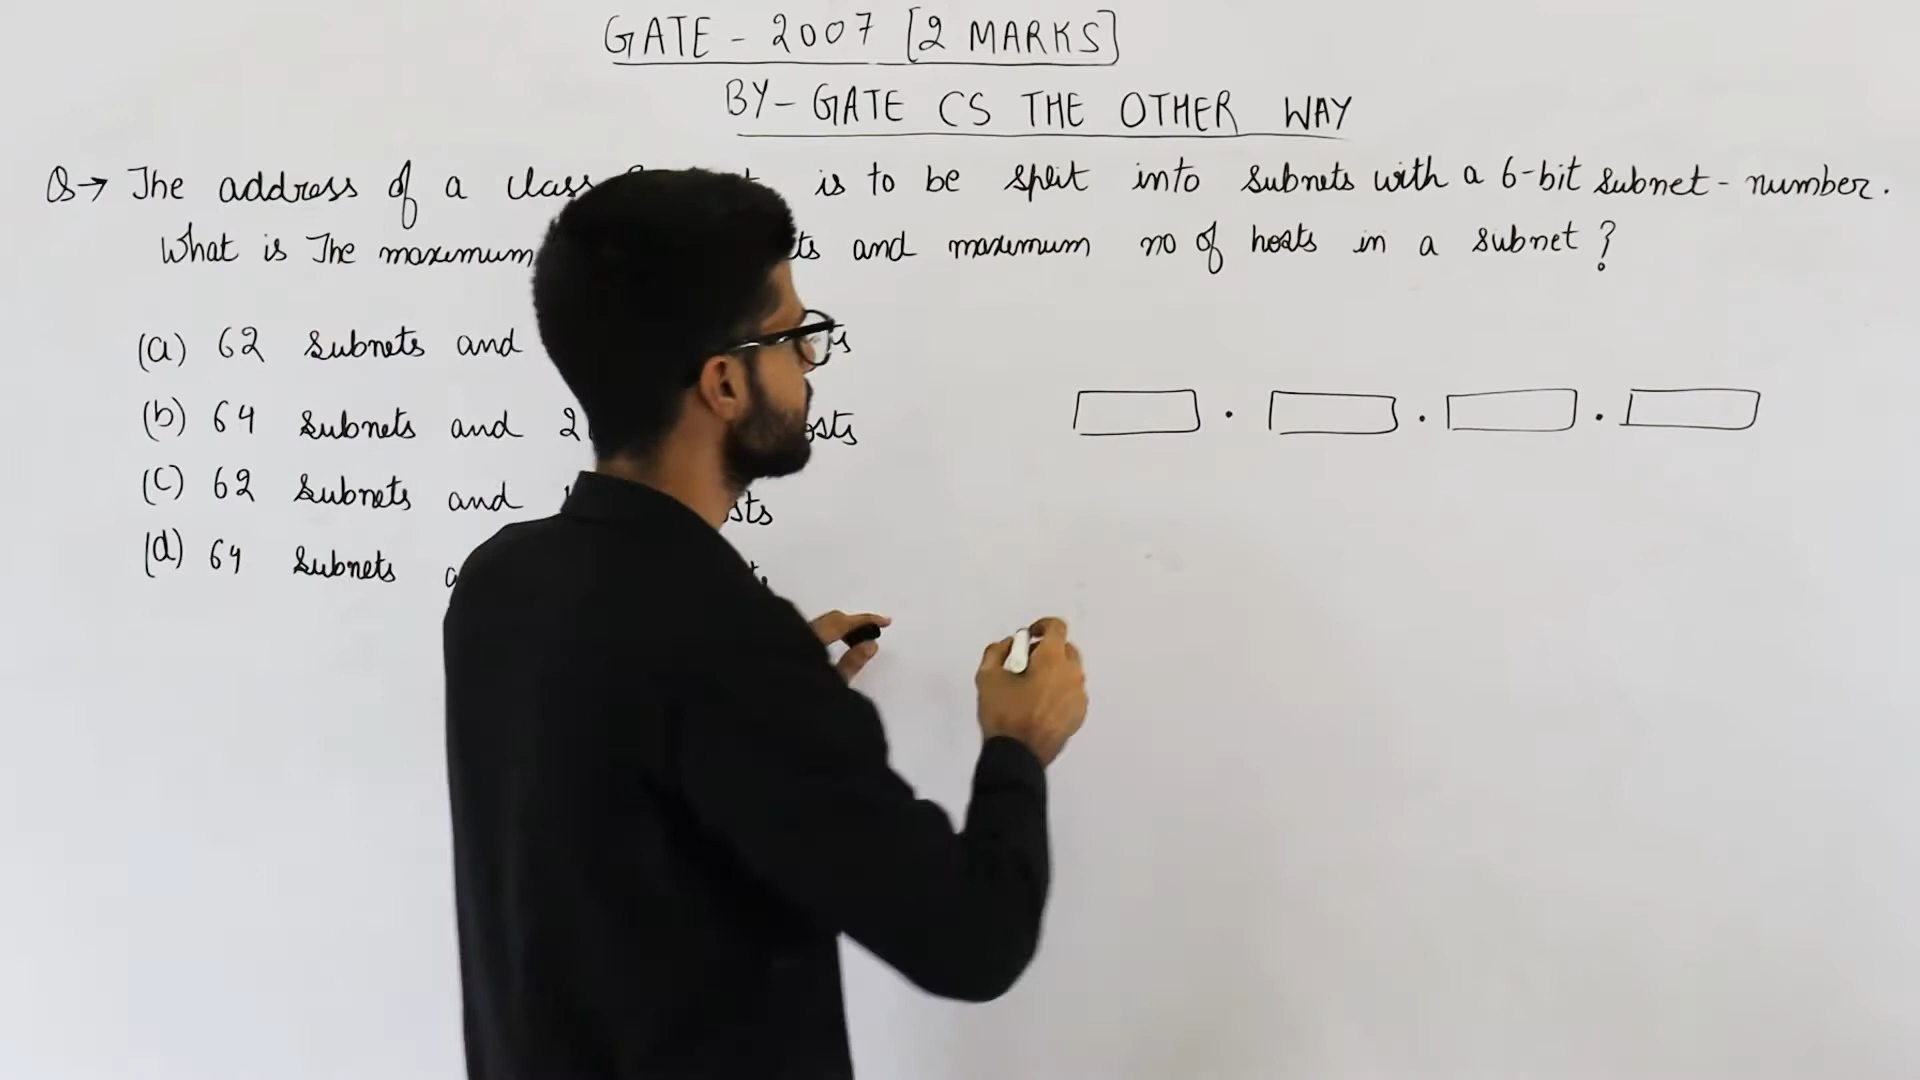 GATE - 2007 [2 MARKS]
BY- GATE CS THE OTHER WAY
Q→ The address of a class is to be split into subnets with a 6-bit subnet-number.
What is The maximum and maximum no of hosts in a subnet?
(a) 62 subnets and
(b) 64 subnets and 2
(c) 62 subnets and
(d) 64 subnets